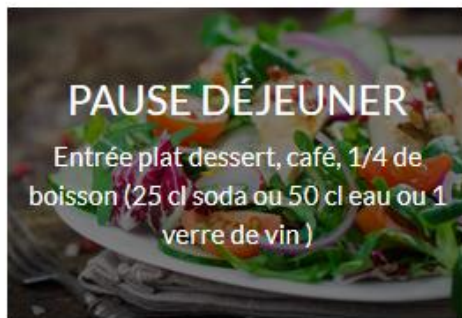 PAUSE DÉJEUNER
Entrée plat dessert, café, 1/4 de
boisson (25 cl soda ou 50 cl eau ou 1
verre de vin )